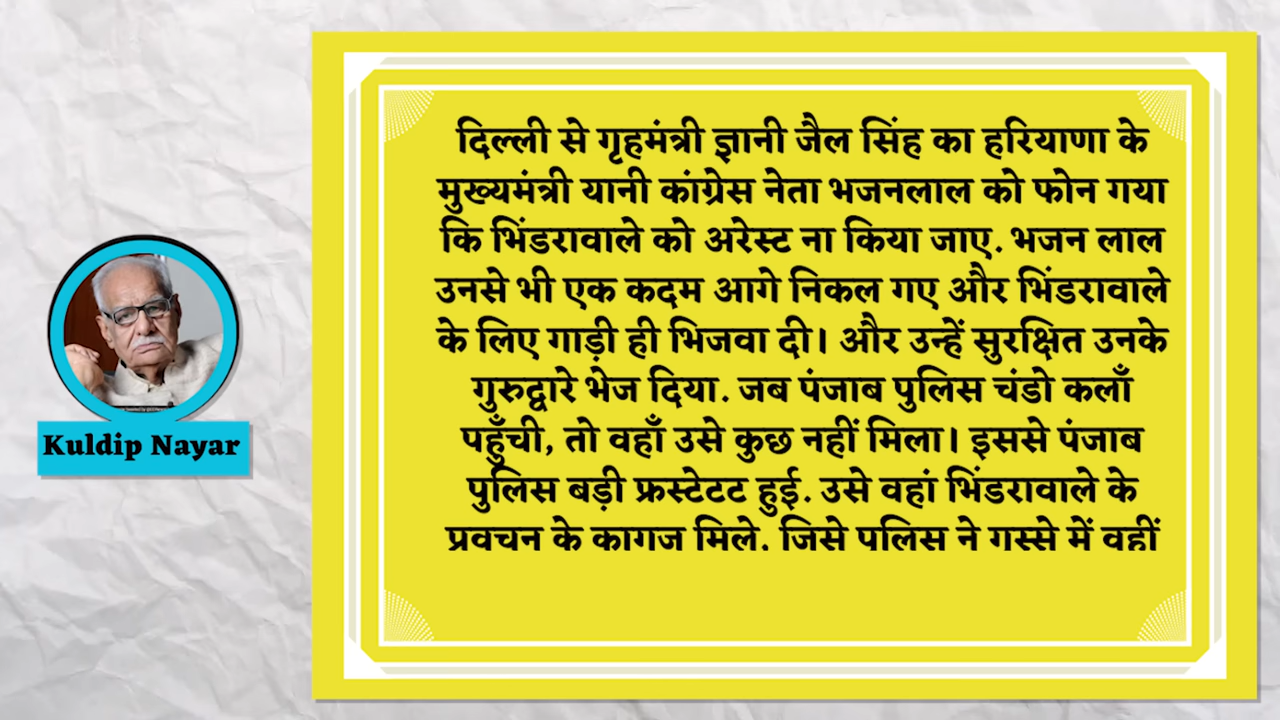 दिल्ली से गृहमंत्री ज्ञानी जैल सिंह का हरियाणा के
मुख्यमंत्री यानी कांग्रेस नेता भजनलाल को फोन गया
कि भिंडरावाले को अरेस्ट ना किया जाए. भजन लाल
उनसे भी एक कदम आगे निकल गए और भिंडरावाले
के लिए गाड़ी ही भिजवा दी। और उन्हें सुरक्षित उनके
गुरुद्वारे भेज दिया. जब पंजाब पुलिस चंडो कलाँ
पहुँची, तो वहाँ उसे कुछ नहीं मिला। इससे पंजाब
पुलिस बड़ी फ्रस्टेटट हुई. उसे वहां भिंडरावाले के
प्रवचन के कागज मिले. जिसे पुलिस ने गुस्से में वहीं
Kuldip Nayar